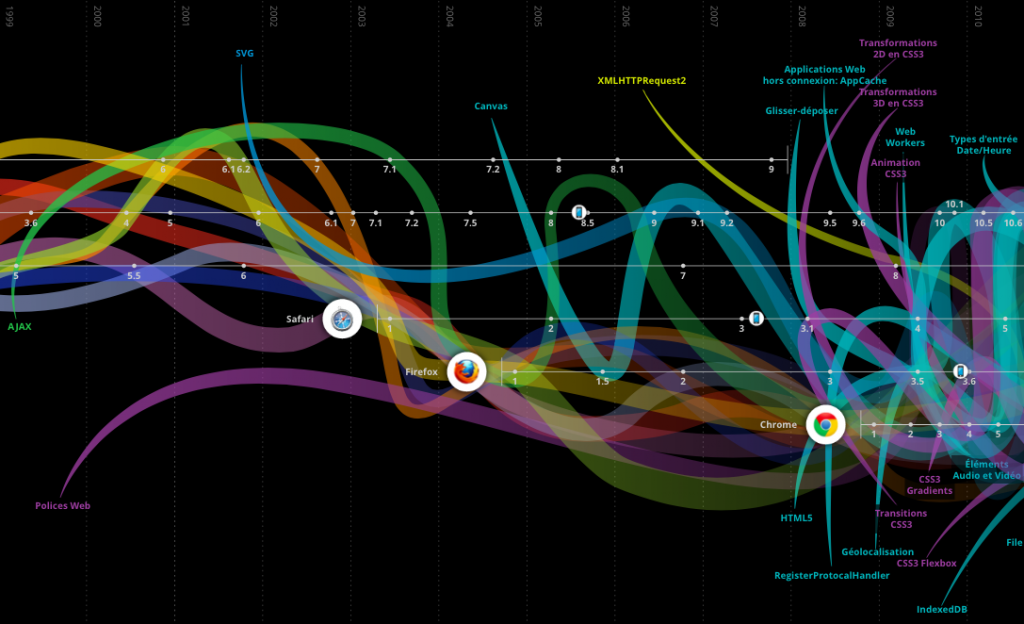 1999
2000
2001
2002
2003
2004
2005
2006
2007
2008
2009
2010
SVG
Canvas
XMLHTTPRequest2
Applications Web
hors connexion: AppCache
Glisser-déposer
Transformations
2D en CSS3
Transformations
3D en CSS3
Web
Workers
Animation
CSS3
Types d'entrée
Date/Heure
6 6.1 6.2 7 7.1 7.2 8 8.1 9
3.6 4 5 6 6.1 7 7.1 7.2 7.5 8 8.5 9 9.1 9.2 9.5 9.6 10 10.1 10.5 10.6
5 5.5 6 7 8
AJAX
Safari 1 2 3 3.1 4 5
Firefox 1 1.5 2 3 3.5 3.6
Chrome 1 2 3 4 5
Polices Web
HTML5
RegisterProtocalHandler
Géolocalisation
Transitions
CSS3
CSS3
Gradients
Éléments
Audio et Vidéo
CSS3 Flexbox
File
IndexedDB